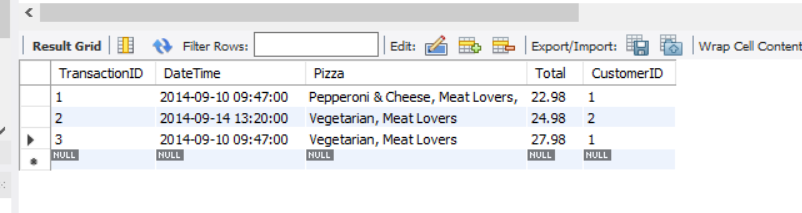 Result Grid Filter Rows: Edit: Export/Import: Wrap Cell Content
TransactionID DateTime Pizza Total CustomerID
1 2014-09-10 09:47:00 Pepperoni & Cheese, Meat Lovers, 22.98 1
2 2014-09-14 13:20:00 Vegetarian, Meat Lovers 24.98 2
3 2014-09-10 09:47:00 Vegetarian, Meat Lovers 27.98 1
NULL NULL NULL NULL NULL